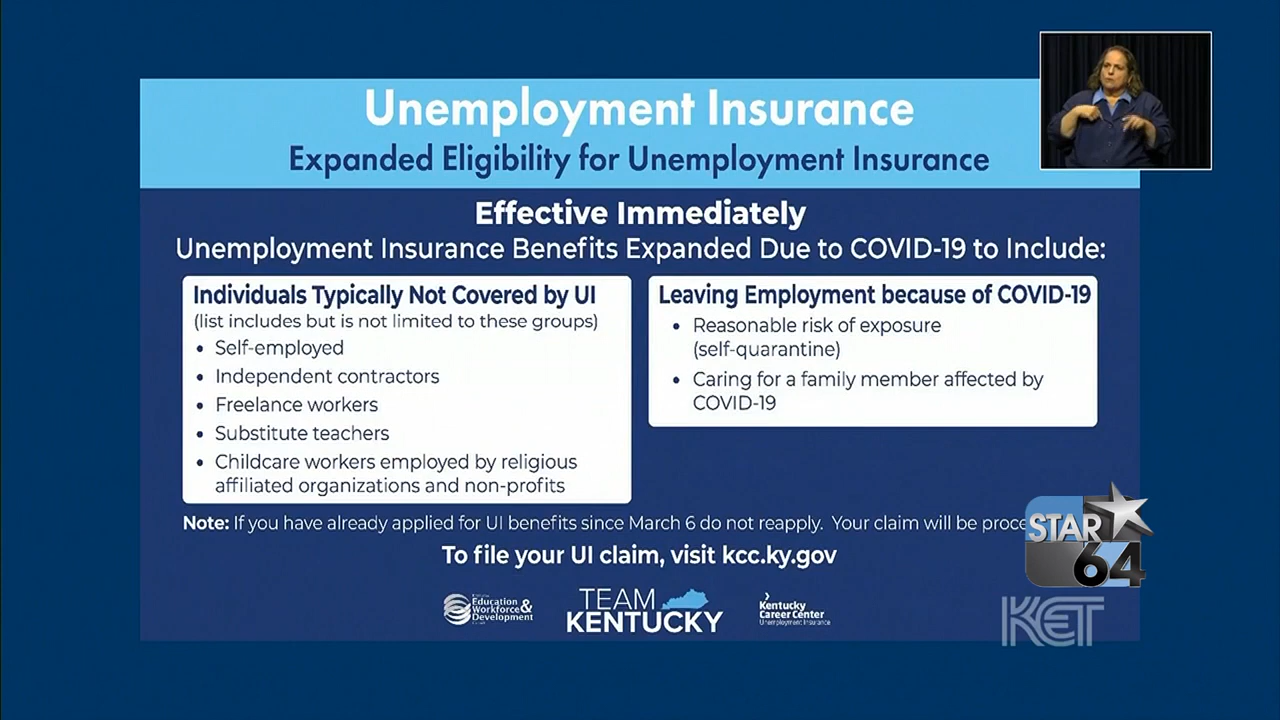 Unemployment Insurance
Expanded Eligibility for Unemployment Insurance
Effective Immediately
Unemployment Insurance Benefits Expanded Due to COVID-19 to Include:
Individuals Typically Not Covered by UI
(list includes but is not limited to these groups)
• Self-employed
• Independent contractors
• Freelance workers
• Substitute teachers
• Childcare workers employed by religious
affiliated organizations and non-profits
Leaving Employment because of COVID-19
• Reasonable risk of exposure
(self-quarantine)
• Caring for a family member affected by
COVID-19
Note: If you have already applied for UI benefits since March 6 do not reapply. Your claim will be proce
To file your UI claim, visit kcc.ky.gov
Education &
Workforce
Development
TEAM
KENTUCKY
Kentucky
Career Center
Unemployment Insurance
STAR
64
KET